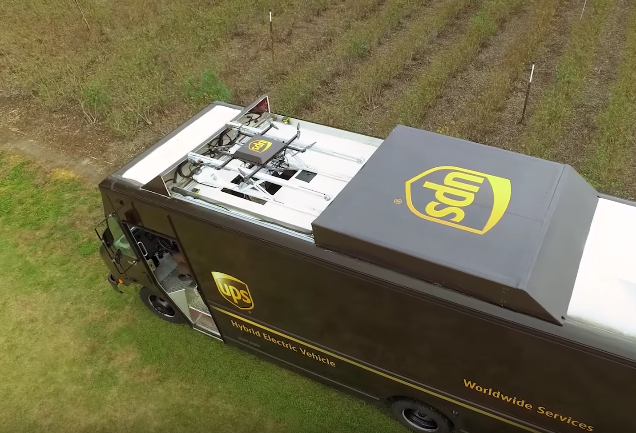 ups
ups
®
ups
Hybrid Electric Vehicle
Worldwide Services